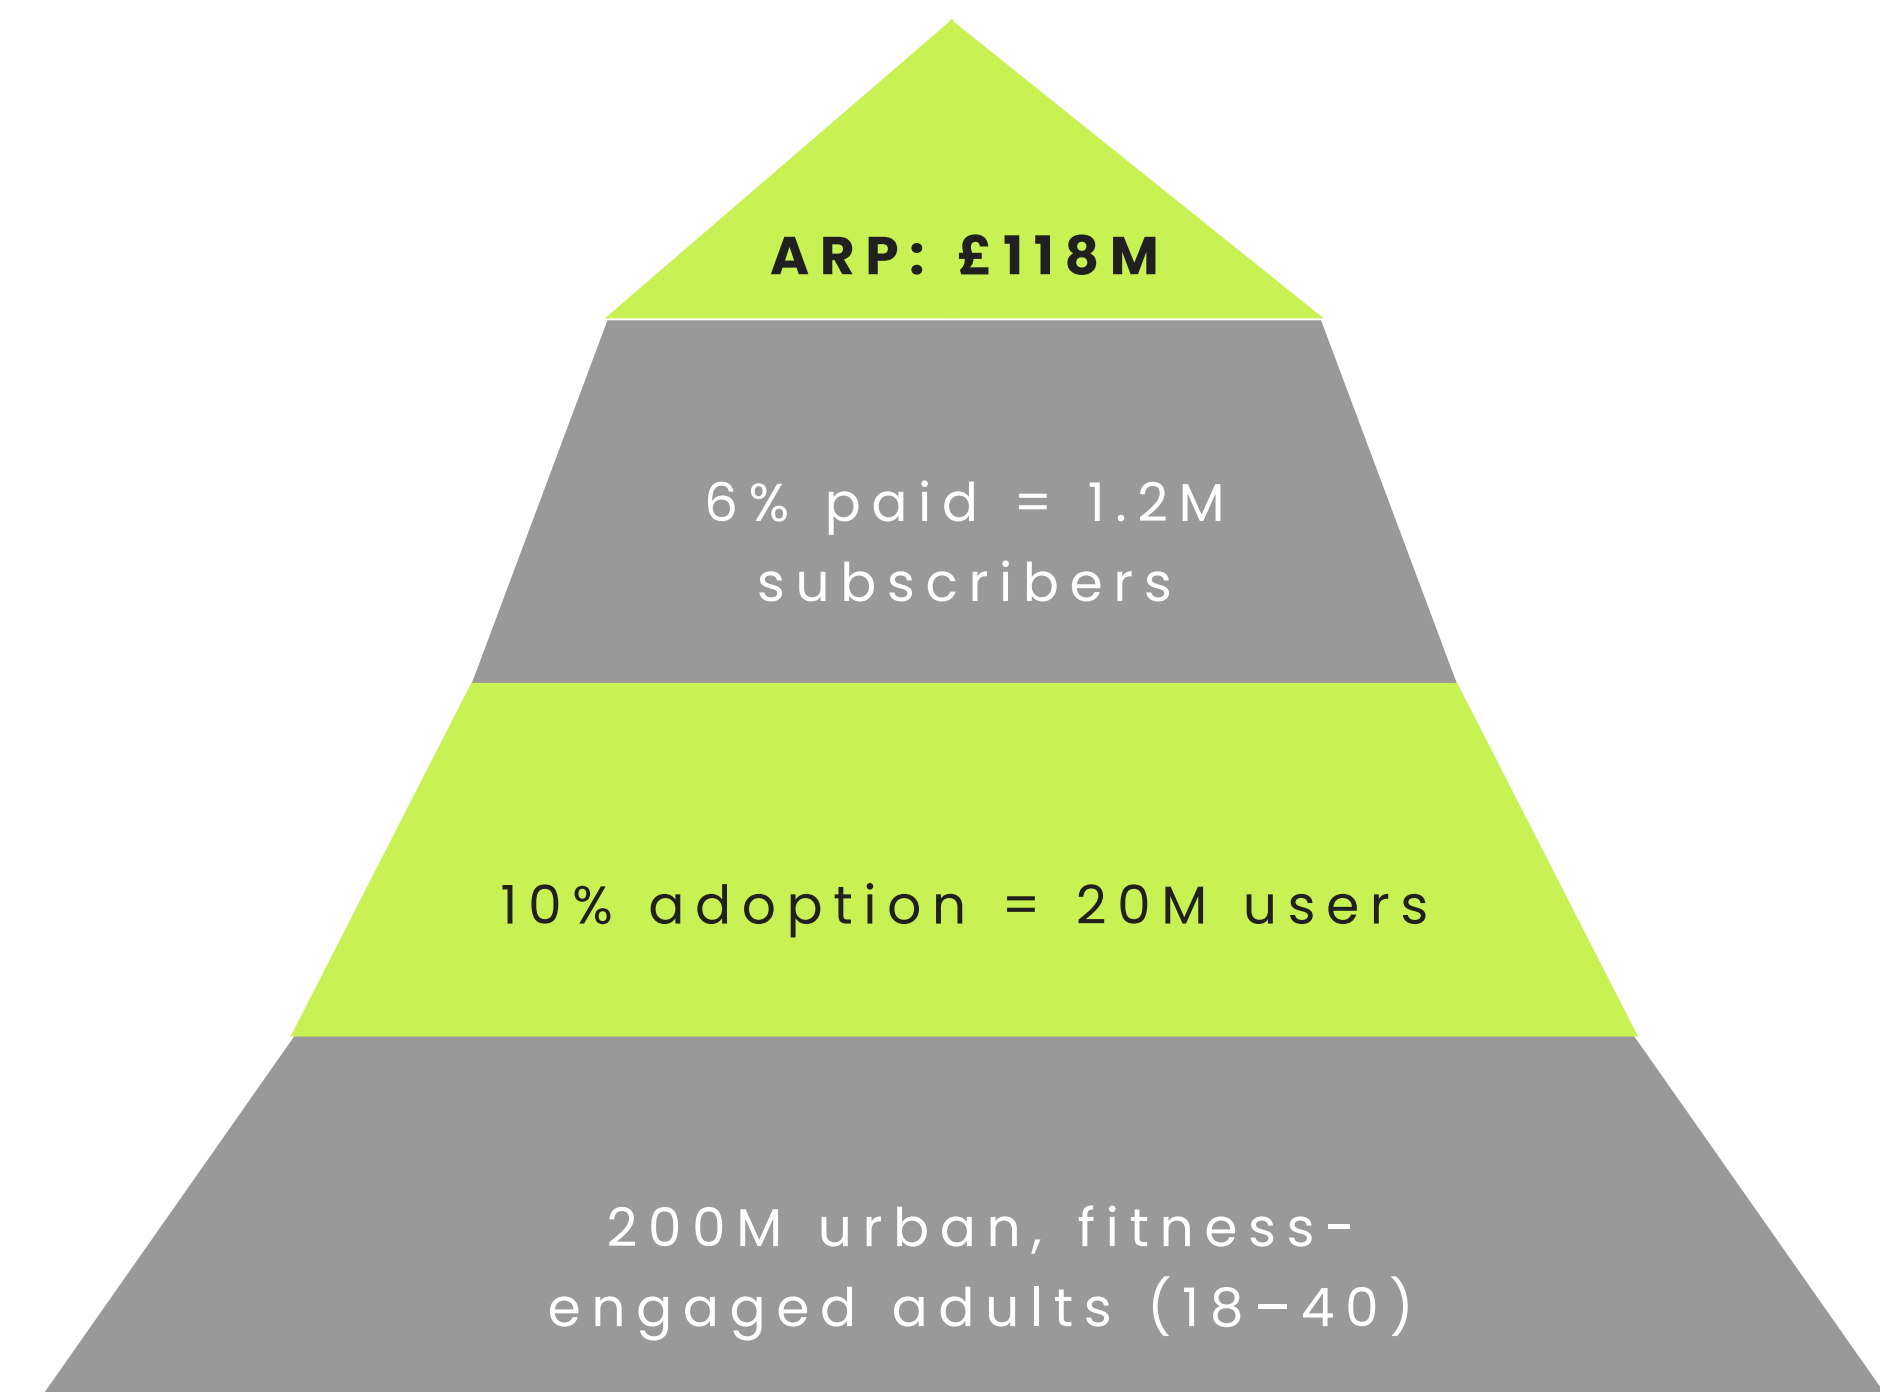 ARP: £118M
6% paid = 1.2M
subscribers
10% adoption = 20M users
200M urban, fitness-
engaged adults (18–40)